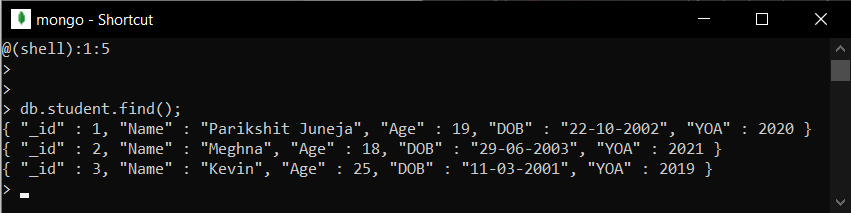 mongo - Shortcut
@(shell):1:5
>
>
> db.student.find();
{ "_id" : 1, "Name" : "Parikshit Juneja", "Age" : 19, "DOB" : "22-10-2002", "YOA" : 2020 }
{ "_id" : 2, "Name" : "Meghna", "Age" : 18, "DOB" : "29-06-2003", "YOA" : 2021 }
{ "_id" : 3, "Name" : "Kevin", "Age" : 25, "DOB" : "11-03-2001", "YOA" : 2019 }
>